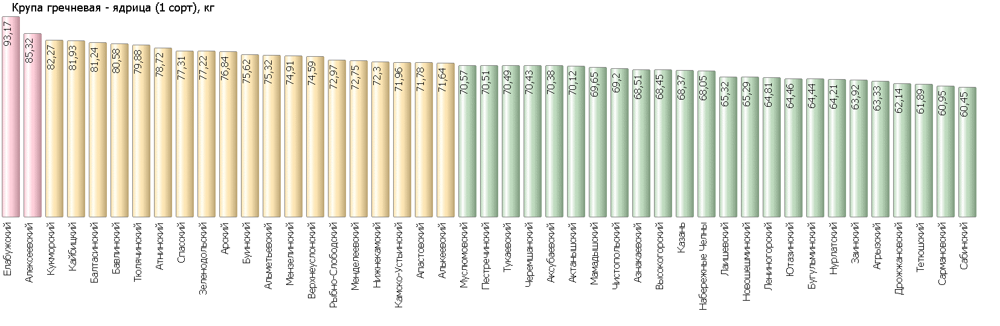 Крупа гречневая - ядрица (1 сорт), кг
93,17
85,32
82,27
81,93
81,24
80,58
79,88
78,72
77,31
77,22
76,84
75,62
75,32
74,91
74,59
72,97
72,75
72,3
71,96
71,78
71,64
70,57
70,51
70,49
70,43
70,38
70,12
69,65
69,2
68,51
68,45
68,37
68,05
65,32
65,29
64,81
64,46
64,44
64,21
63,92
63,33
62,14
61,89
60,95
60,45
Елабужский
Алексеевский
Кукморский
Кайбицкий
Балтасинский
Бавлинский
Тюлячинский
Атнинский
Спасский
Зеленодольский
Арский
Буинский
Альметьевский
Мензелинский
Верхнеуслонский
Рыбно-Слободский
Менделеевский
Нижнекамский
Камско-Устьинский
Апастовский
Алькеевский
Муслюмовский
Пестречинский
Тукаевский
Черемшанский
Аксубаевский
Актанышский
Мамадышский
Чистопольский
Азнакаевский
Высокогорский
Казань
Набережные Челны
Лаишевский
Новошешминский
Лениногорский
Ютазинский
Бугульминский
Нурлатский
Заинский
Агрызский
Дрожжановский
Тетюшский
Сармановский
Сабинский